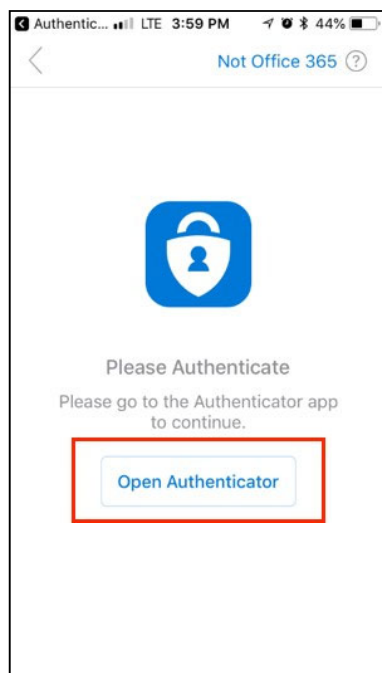 Authentic... LTE 3:59 PM 44%
Not Office 365 ?
Please Authenticate
Please go to the Authenticator app
to continue.
Open Authenticator